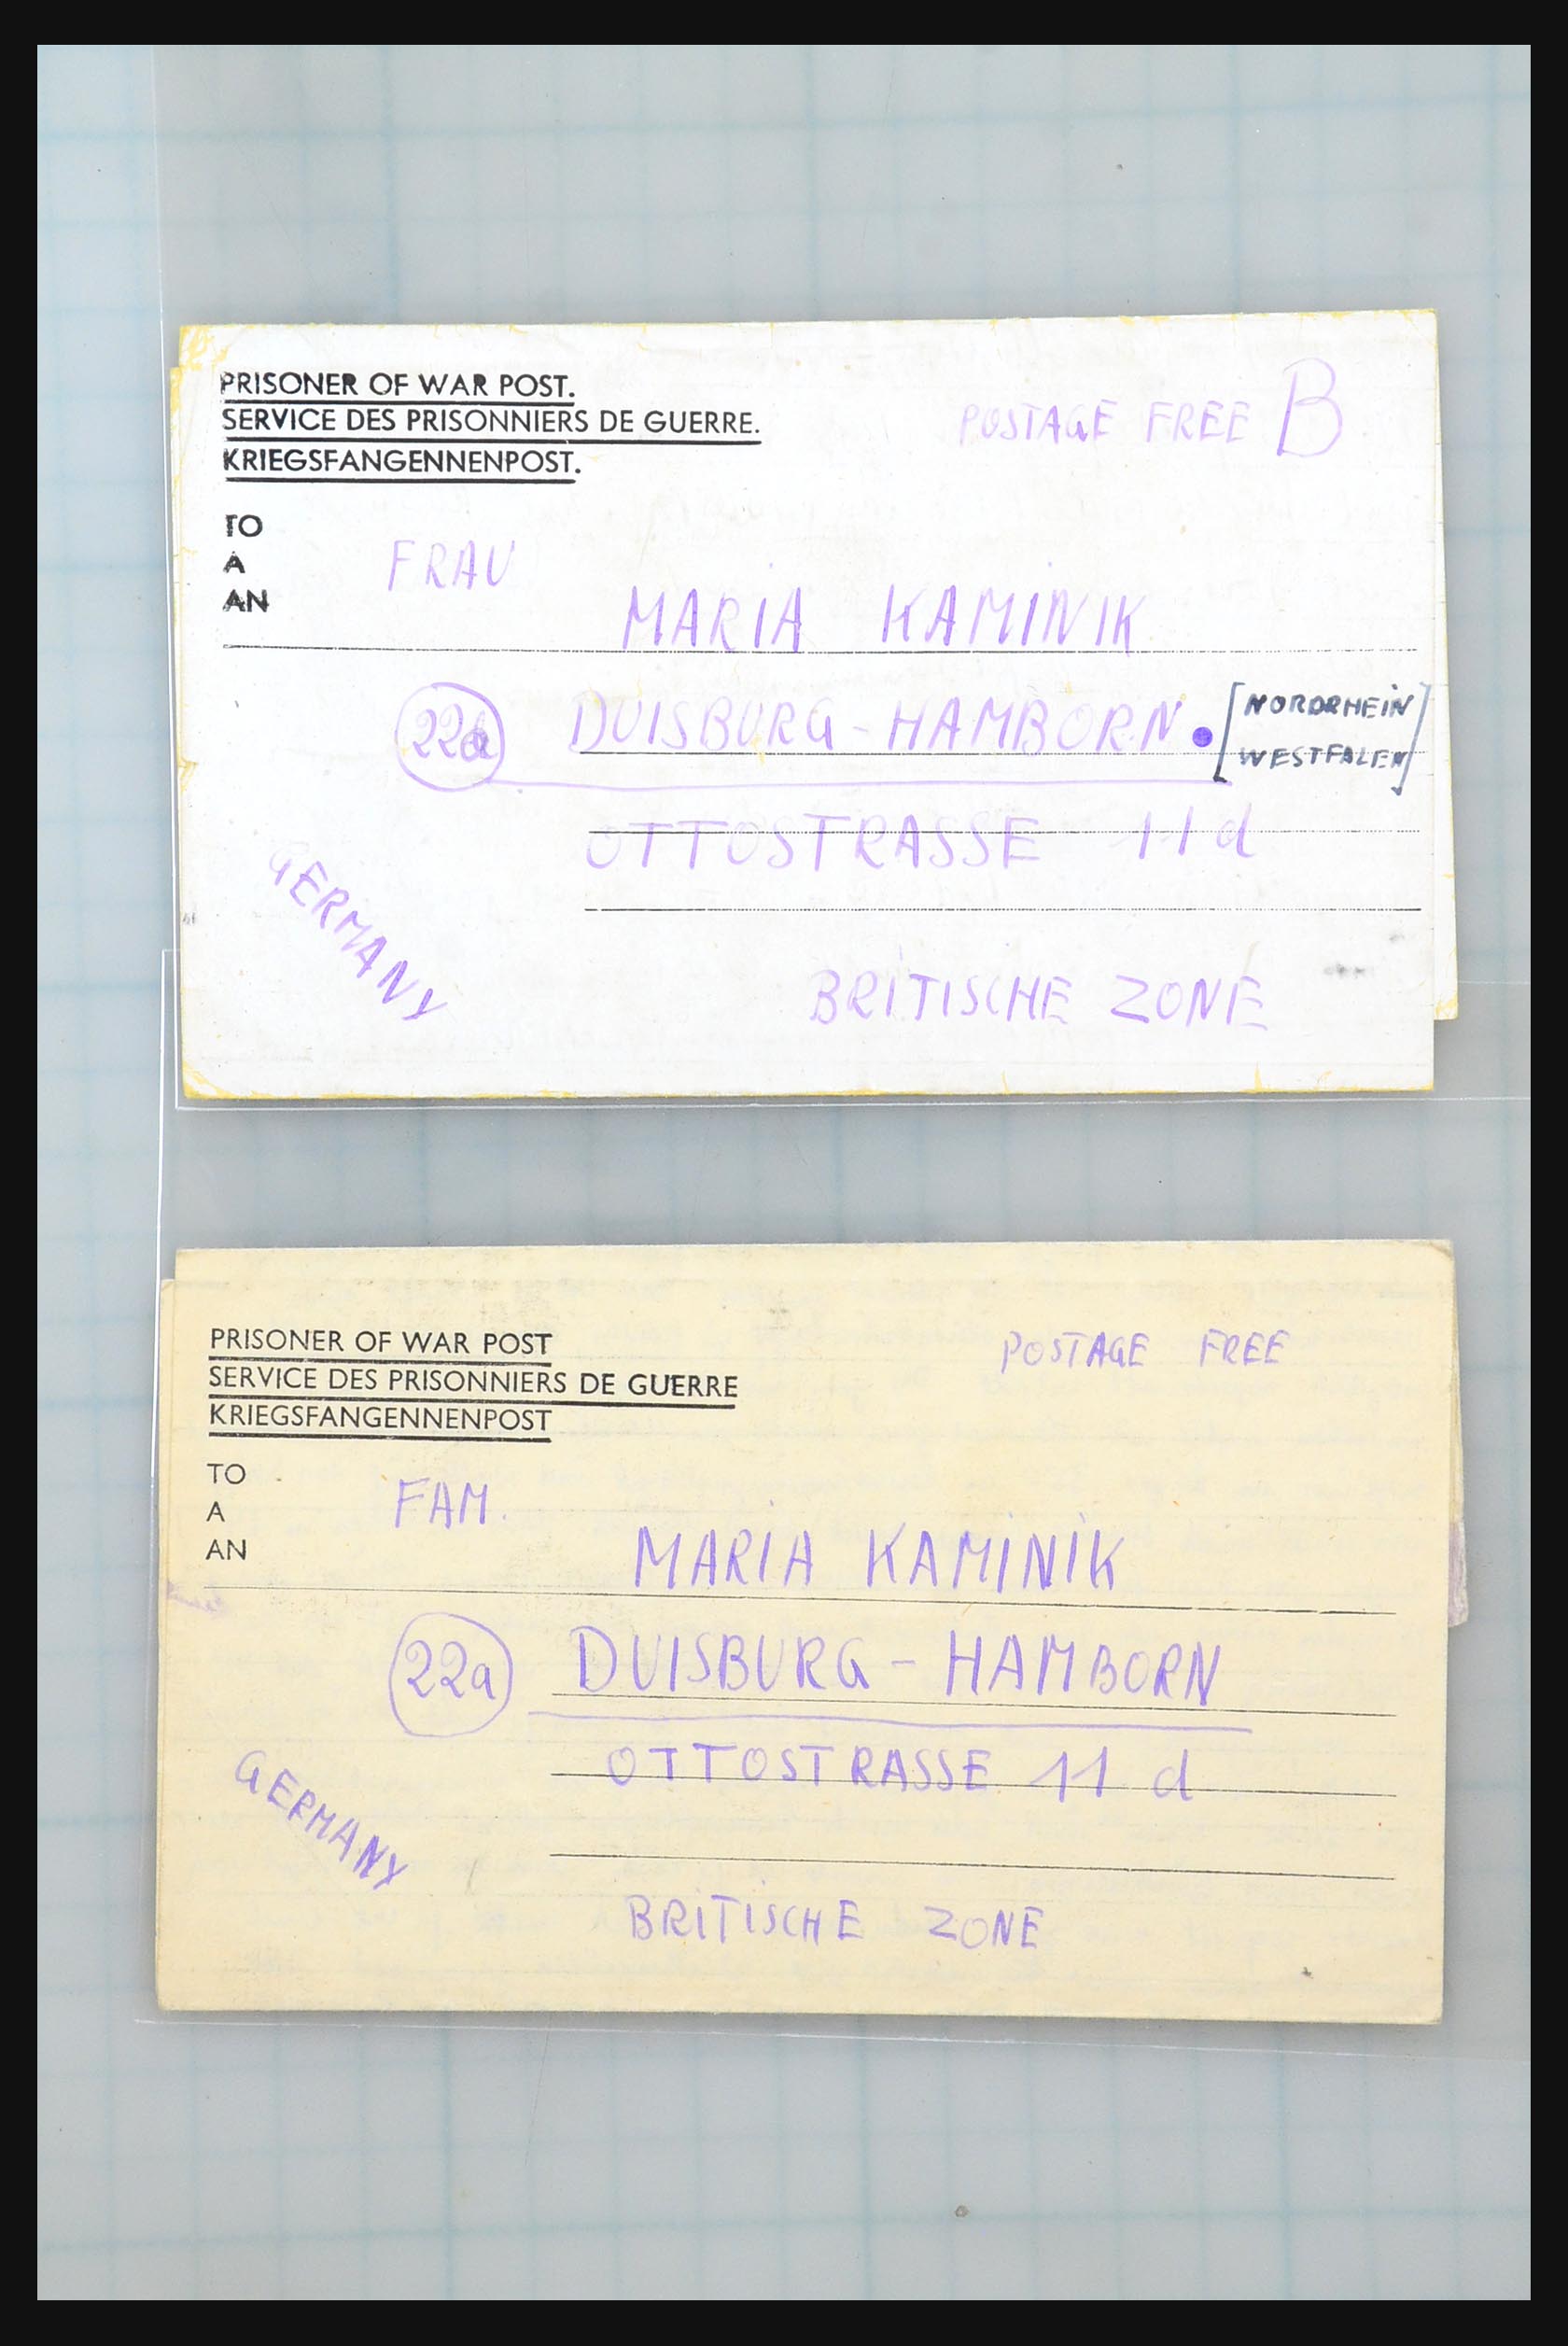 PRISONER OF WAR POST.
SERVICE DES PRISONNIERS DE GUERRE.
KRIEGSFANGENNENPOST.
POSTAGE FREE B
TO
A
AN
FRAU
MARIA KAMINIK
22a DUISBURG-HAMBORN. [NORDRHEIN
WESTFALEN]
OTTOSTRASSE 11d
GERMANY
BRITISCHE ZONE
PRISONER OF WAR POST
SERVICE DES PRISONNIERS DE GUERRE
KRIEGSFANGENNENPOST
POSTAGE FREE
TO
A
AN
FAM.
MARIA KAMINIK
22a DUISBURG-HAMBORN
OTTOSTRASSE 11 d
GERMANY
BRITISCHE ZONE